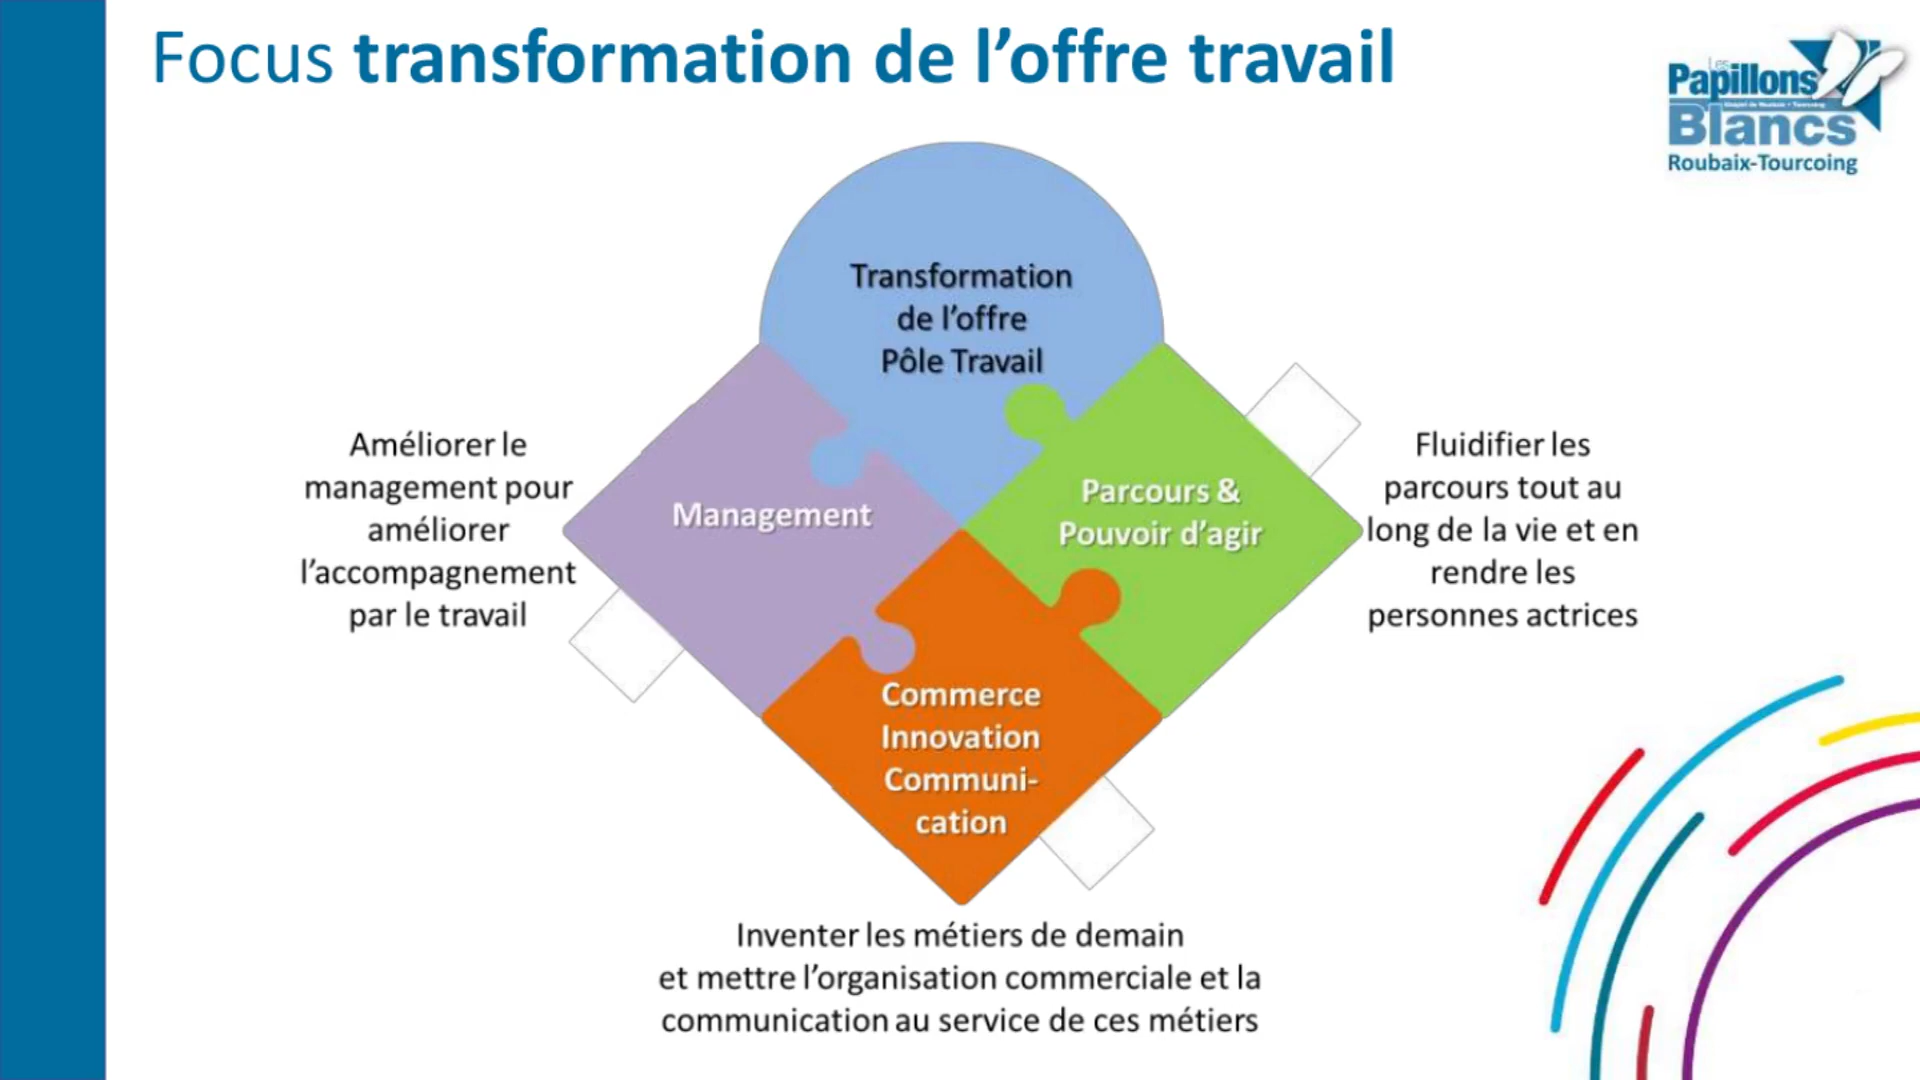 Focus transformation de l’offre travail
Les
Papillons
Blancs
Roubaix-Tourcoing
Transformation
de l’offre
Pôle Travail
Améliorer le
management pour
améliorer
l’accompagnement
par le travail
Management
Parcours &
Pouvoir d’agir
Fluidifier les
parcours tout au
long de la vie et en
rendre les
personnes actrices
Commerce
Innovation
Communi-
cation
Inventer les métiers de demain
et mettre l’organisation commerciale et la
communication au service de ces métiers